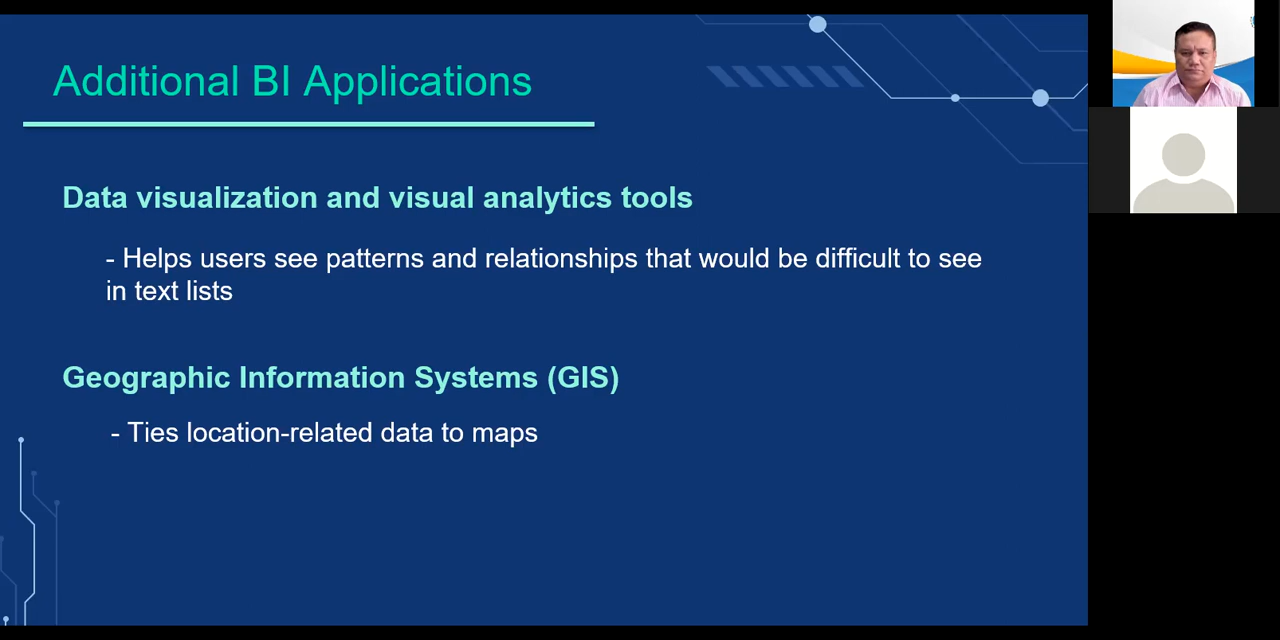 Additional BI Applications
Data visualization and visual analytics tools
- Helps users see patterns and relationships that would be difficult to see
in text lists
Geographic Information Systems (GIS)
- Ties location-related data to maps